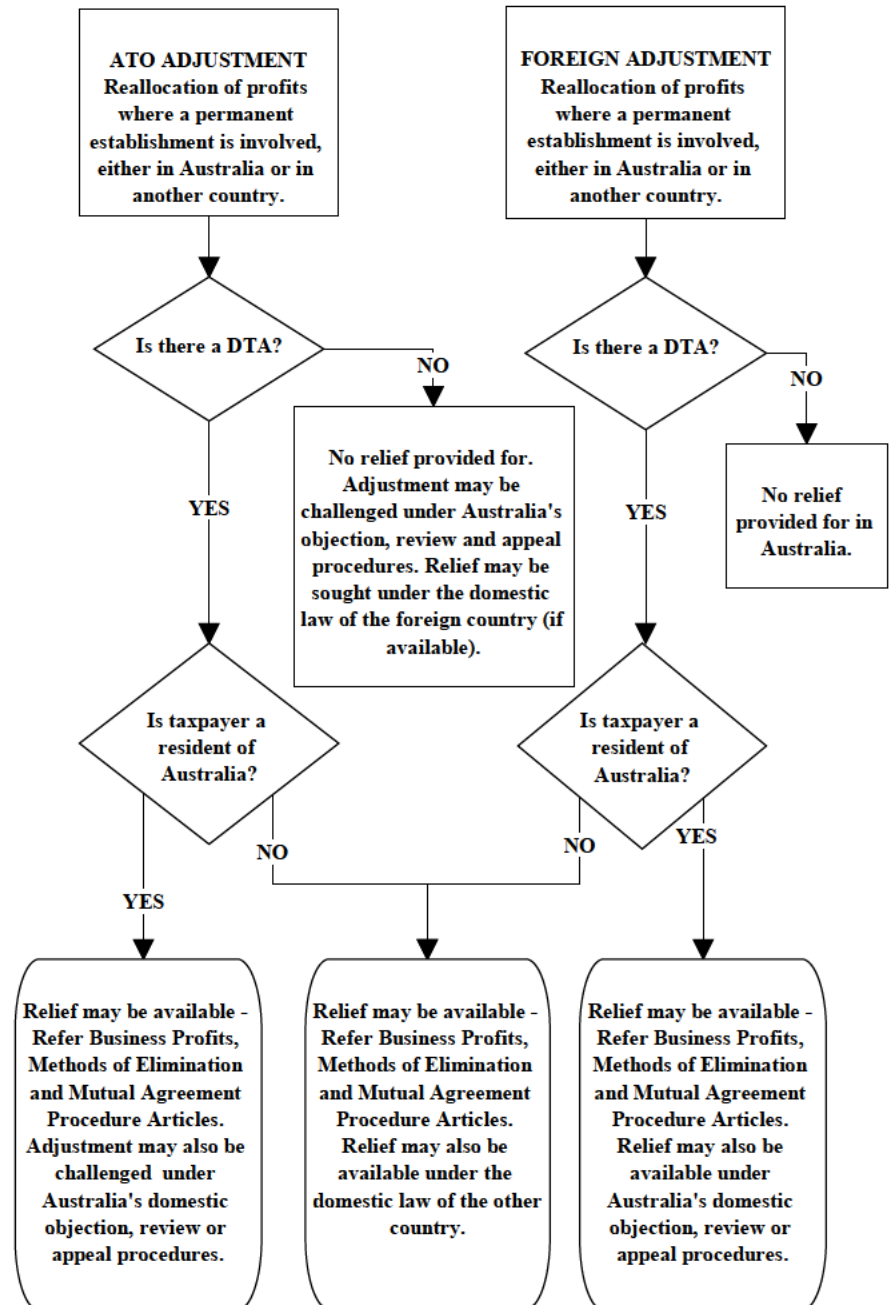 ATO ADJUSTMENT
Reallocation of profits
where a permanent
establishment is involved,
either in Australia or in
another country.
FOREIGN ADJUSTMENT
Reallocation of profits
where a permanent
establishment is involved,
either in Australia or in
another country.
Is there a DTA?
Is there a DTA?
NO
NO
No relief provided for.
Adjustment may be
challenged under Australia's
objection, review and appeal
procedures. Relief may be
sought under the domestic
law of the foreign country (if
available).
No relief
provided for in
Australia.
YES
YES
Is taxpayer a
resident of
Australia?
Is taxpayer a
resident of
Australia?
YES
NO
NO
YES
Relief may be available -
Refer Business Profits,
Methods of Elimination
and Mutual Agreement
Procedure Articles.
Adjustment may also be
challenged under
Australia's domestic
objection, review or
appeal procedures.
Relief may be available -
Refer Business Profits,
Methods of Elimination
and Mutual Agreement
Procedure Articles.
Relief may also be
available under the
domestic law of the other
country.
Relief may be available -
Refer Business Profits,
Methods of Elimination
and Mutual Agreement
Procedure Articles.
Relief may also be
available under
Australia's domestic
objection, review or
appeal procedures.